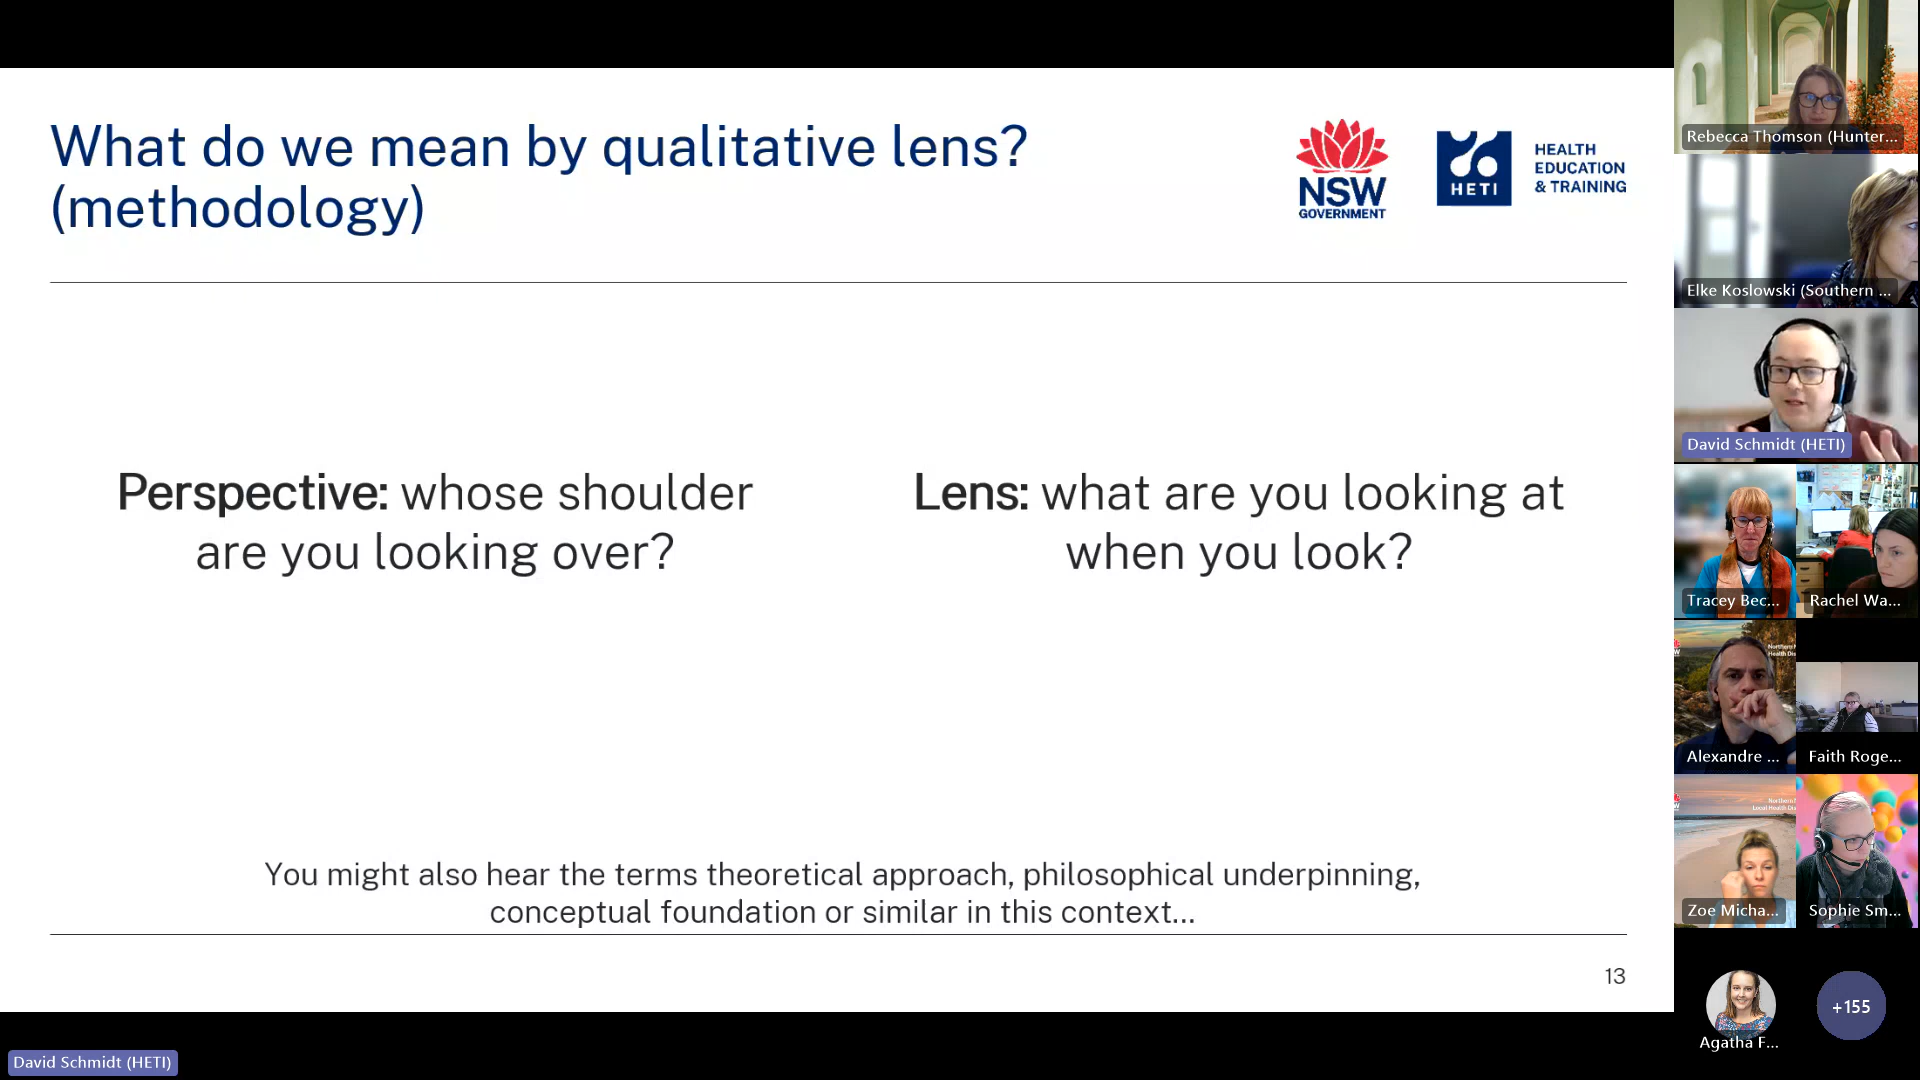 What do we mean by qualitative lens?
(methodology)
NSW
GOVERNMENT
HETI
HEALTH
EDUCATION
& TRAINING
Perspective: whose shoulder
are you looking over?
Lens: what are you looking at
when you look?
You might also hear the terms theoretical approach, philosophical underpinning,
conceptual foundation or similar in this context...
13
David Schmidt (HETI)
Rebecca Thomson (Hunter...
Elke Koslowski (Southern ...
David Schmidt (HETI)
Tracey Bec...
Rachel Wa...
Alexandre ...
Faith Roge...
Zoe Micha...
Sophie Sm...
Agatha F...
+155